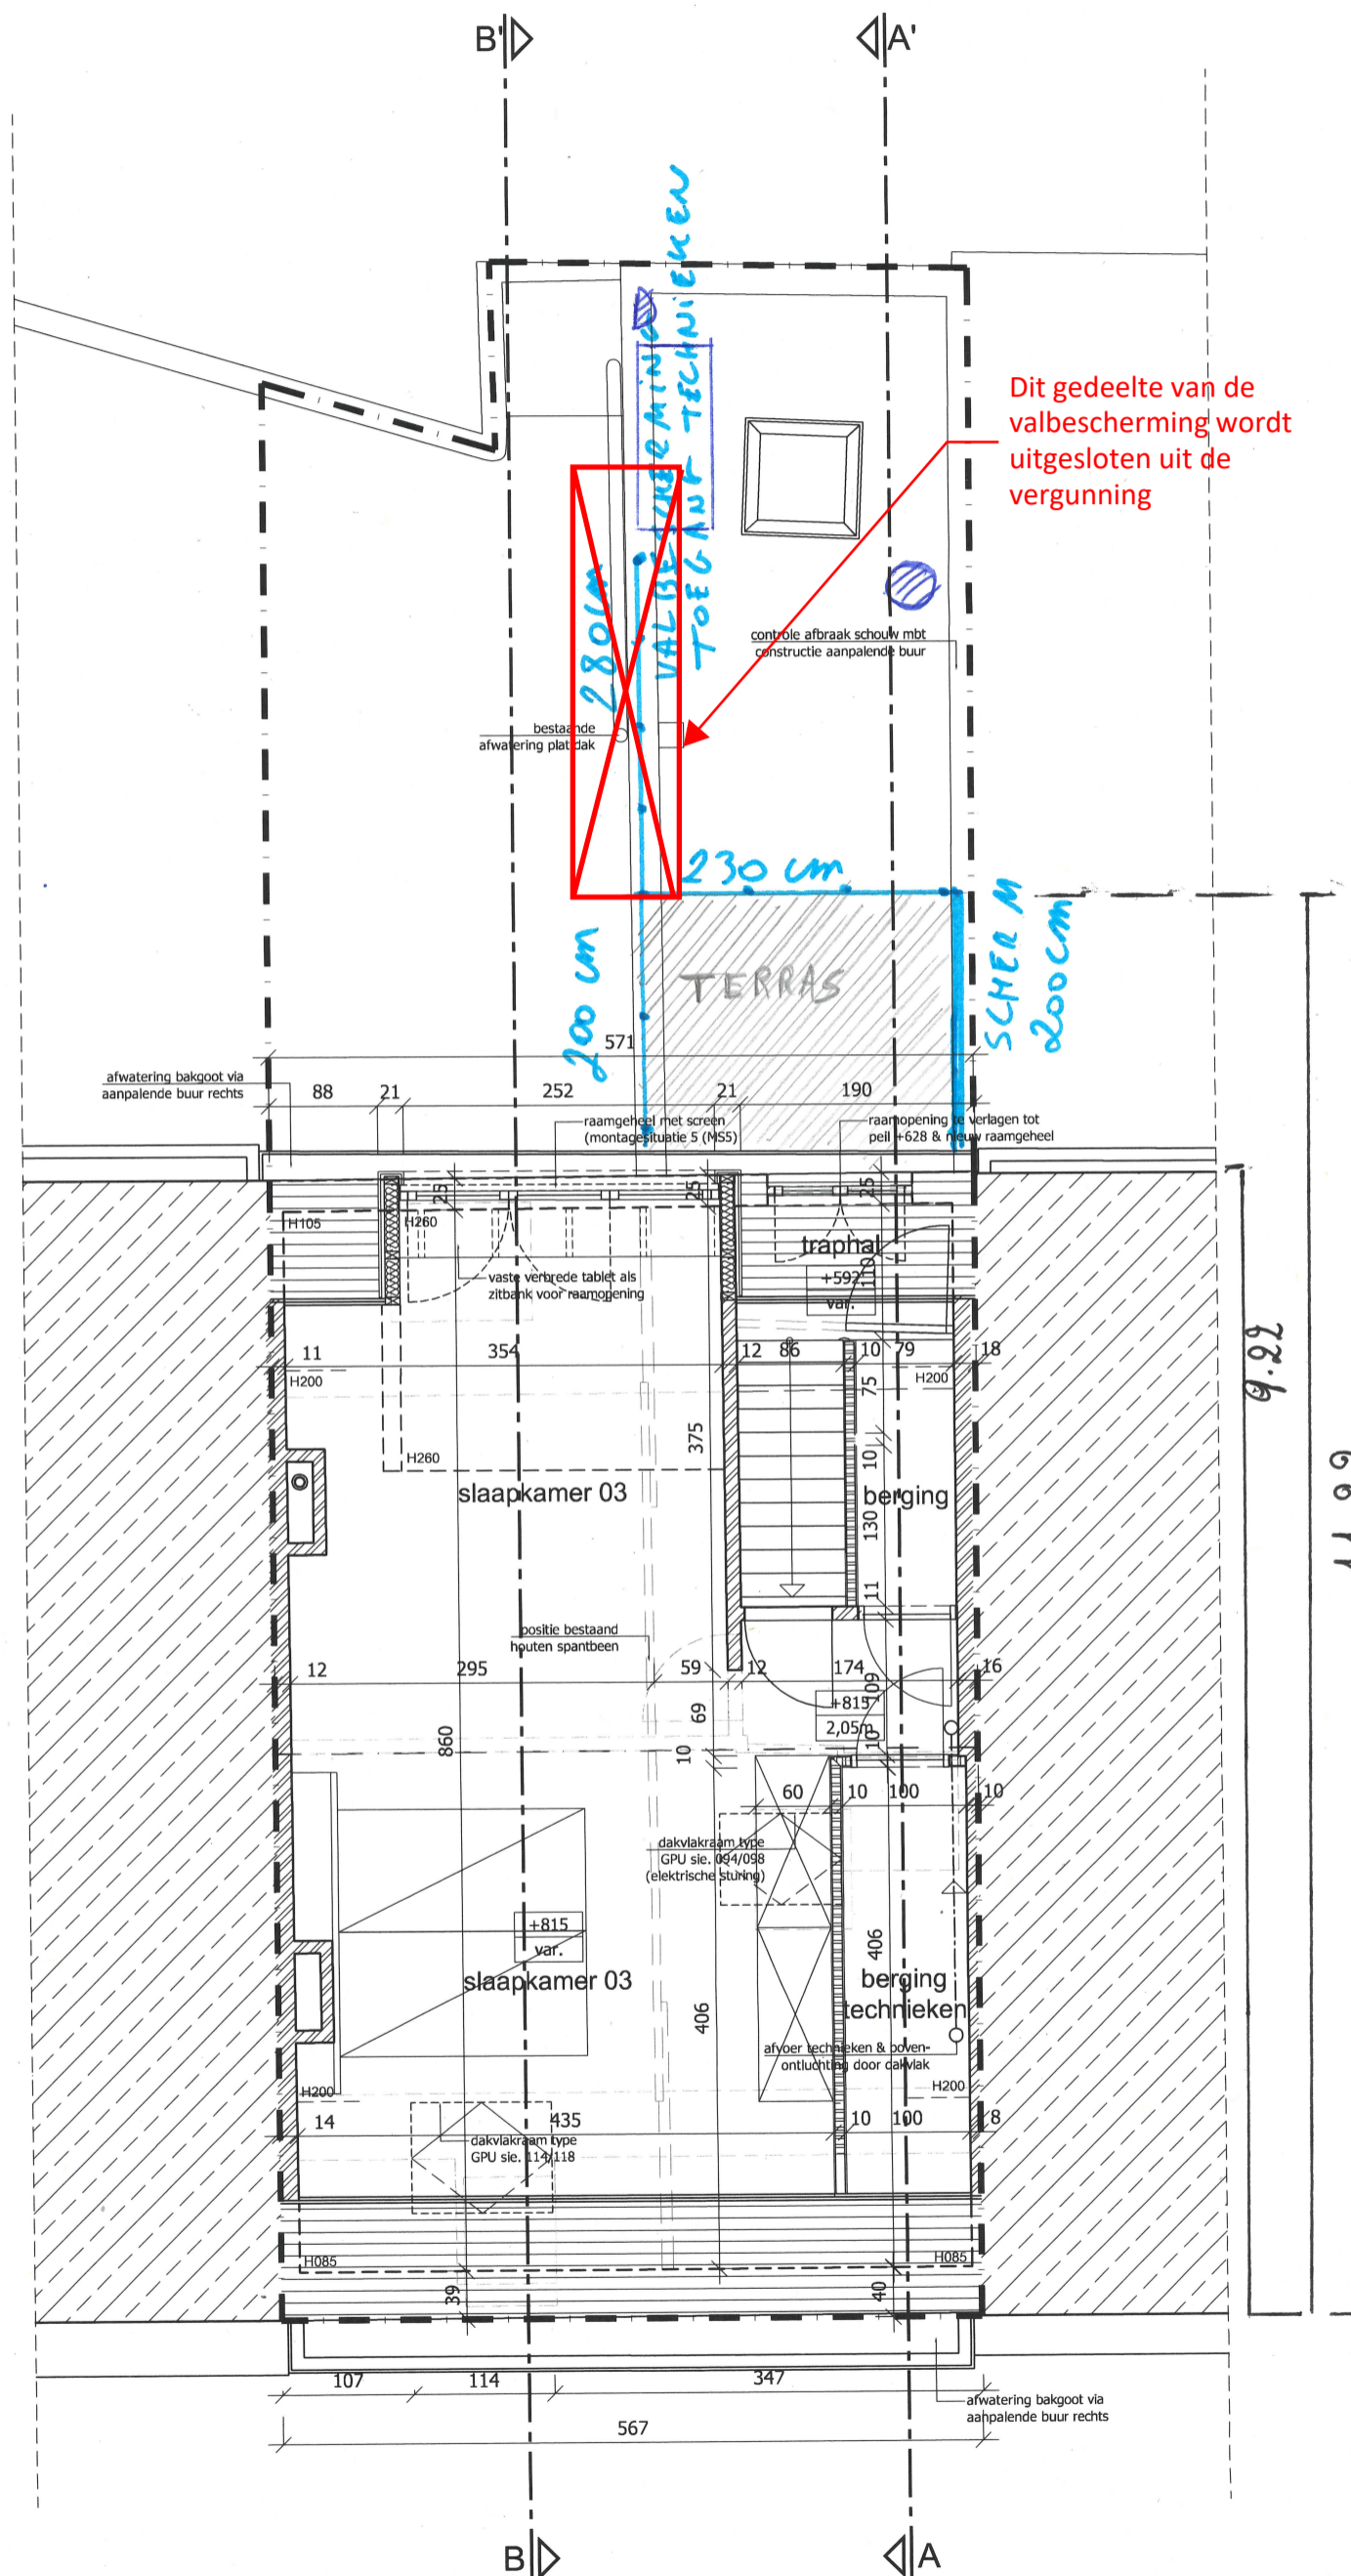 B'
A'
VALBESCHERMING
TOEGANT TECHNIEKEN
Dit gedeelte van de
valbescherming wordt
uitgesloten uit de
vergunning
280 cm
controle afbraak schouw mbt
constructie aanpalende buur
bestaande
afwatering plat dak
230 cm
SCHERM
200 cm
200 cm
TERRAS
571
afwatering bakgoot via
aanpalende buur rechts
88
21
252
21
190
raamgeheel met screen
(montagesituatie 5 (MS5)
raamopening te verlagen tot
peil +628 & nieuw raamgeheel
25
25
25
H105
H260
traphal
+592
var.
110
vaste verbrede tablet als
zitbank voor raamopening
11
354
12
86
10
79
18
H200
H200
75
9.22
375
10
H260
slaapkamer 03
berging
130
11
positie bestaand
houten spantbeen
12
295
59
12
174
16
109
+815
2,05m
69
860
10
10
60
10
100
10
dakvlakraam type
GPU sie. 094/098
(elektrische sturing)
+815
var.
406
slaapkamer 03
berging
technieken
406
afvoer technieken & boven-
ontluchting door dakvlak
H200
H200
14
435
10
100
8
dakvlakraam type
GPU sie. 114/118
H085
H085
39
40
107
114
347
afwatering bakgoot via
aanpalende buur rechts
567
B
A